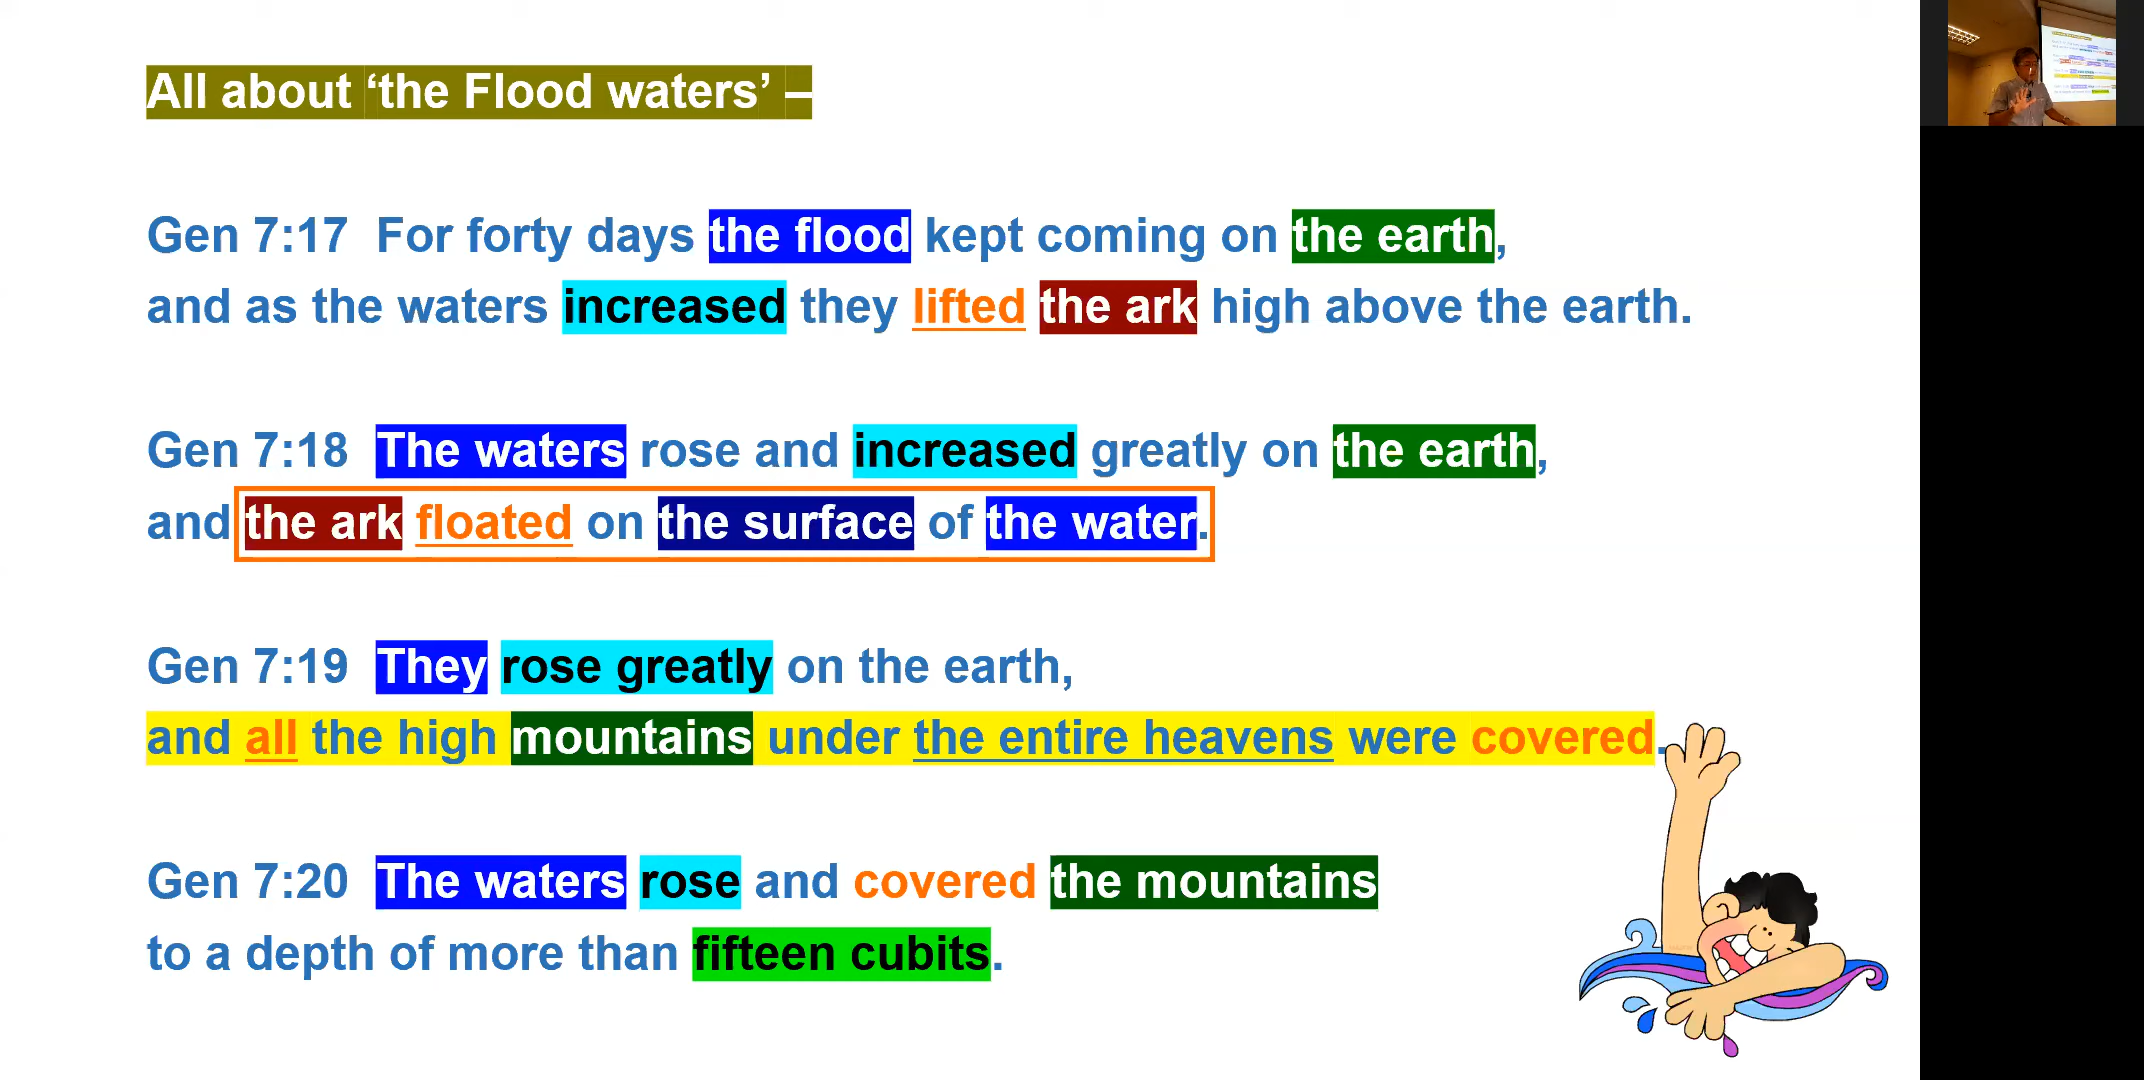 All about ‘the Flood waters’ –
Gen 7:17  For forty days the flood kept coming on the earth,
and as the waters increased they lifted the ark high above the earth.
Gen 7:18  The waters rose and increased greatly on the earth,
and the ark floated on the surface of the water.
Gen 7:19  They rose greatly on the earth,
and all the high mountains under the entire heavens were covered.
Gen 7:20  The waters rose and covered the mountains
to a depth of more than fifteen cubits.